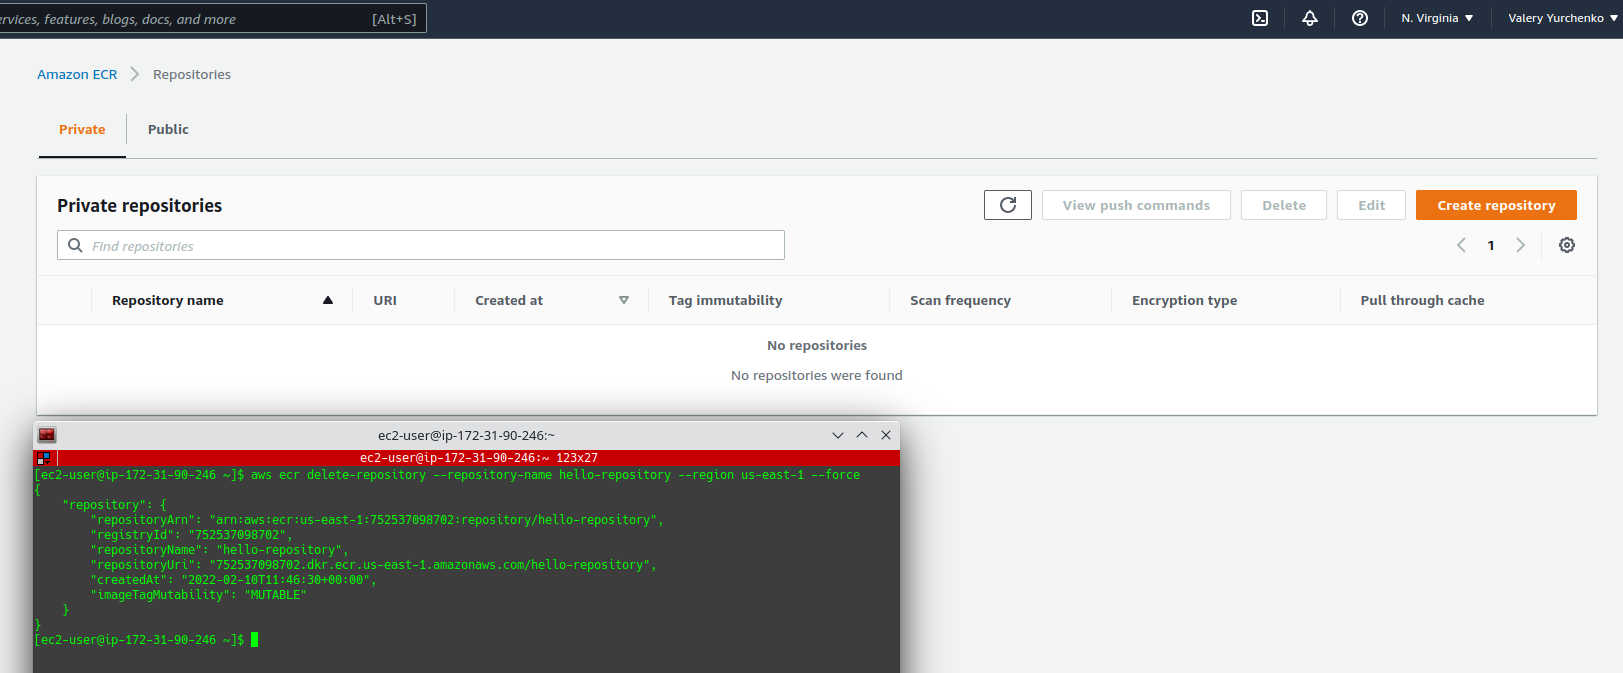 ervices, features, blogs, docs, and more [Alt+S] N. Virginia Valery Yurchenko
Amazon ECR Repositories
Private Public
Private repositories View push commands Delete Edit Create repository
Find repositories 1
Repository name URI Created at Tag immutability Scan frequency Encryption type Pull through cache
No repositories
No repositories were found
ec2-user@ip-172-31-90-246:~
ec2-user@ip-172-31-90-246:~ 123x27
[ec2-user@ip-172-31-90-246 ~]$ aws ecr delete-repository --repository-name hello-repository --region us-east-1 --force
{
    "repository": {
        "repositoryArn": "arn:aws:ecr:us-east-1:752537098702:repository/hello-repository",
        "registryId": "752537098702",
        "repositoryName": "hello-repository",
        "repositoryUri": "752537098702.dkr.ecr.us-east-1.amazonaws.com/hello-repository",
        "createdAt": "2022-02-10T11:46:30+00:00",
        "imageTagMutability": "MUTABLE"
    }
}
[ec2-user@ip-172-31-90-246 ~]$